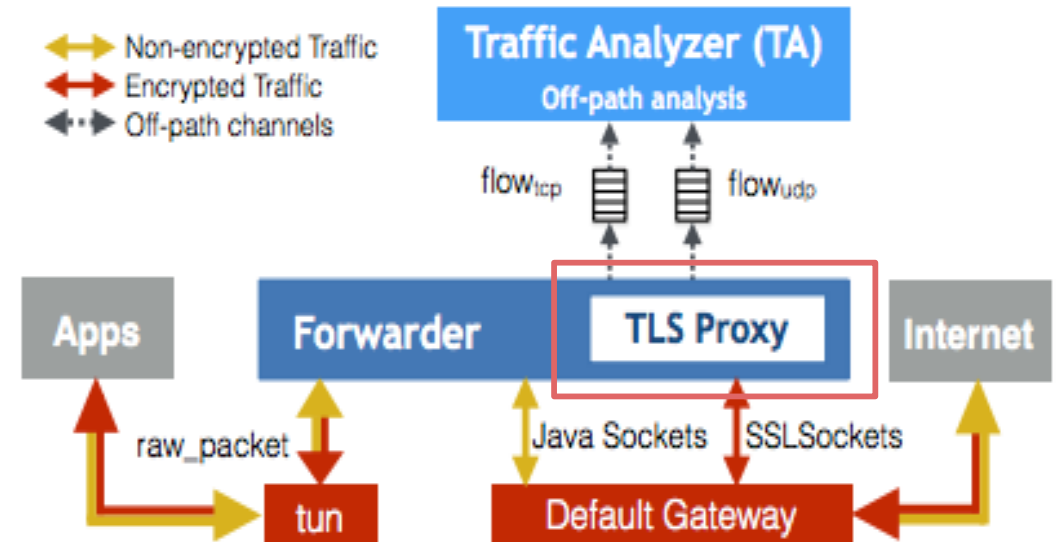 Non-encrypted Traffic
Encrypted Traffic
Off-path channels
Traffic Analyzer (TA)
Off-path analysis
flowtcp
flowudp
Apps
Forwarder
TLS Proxy
Internet
raw_packet
Java Sockets
SSLSockets
tun
Default Gateway